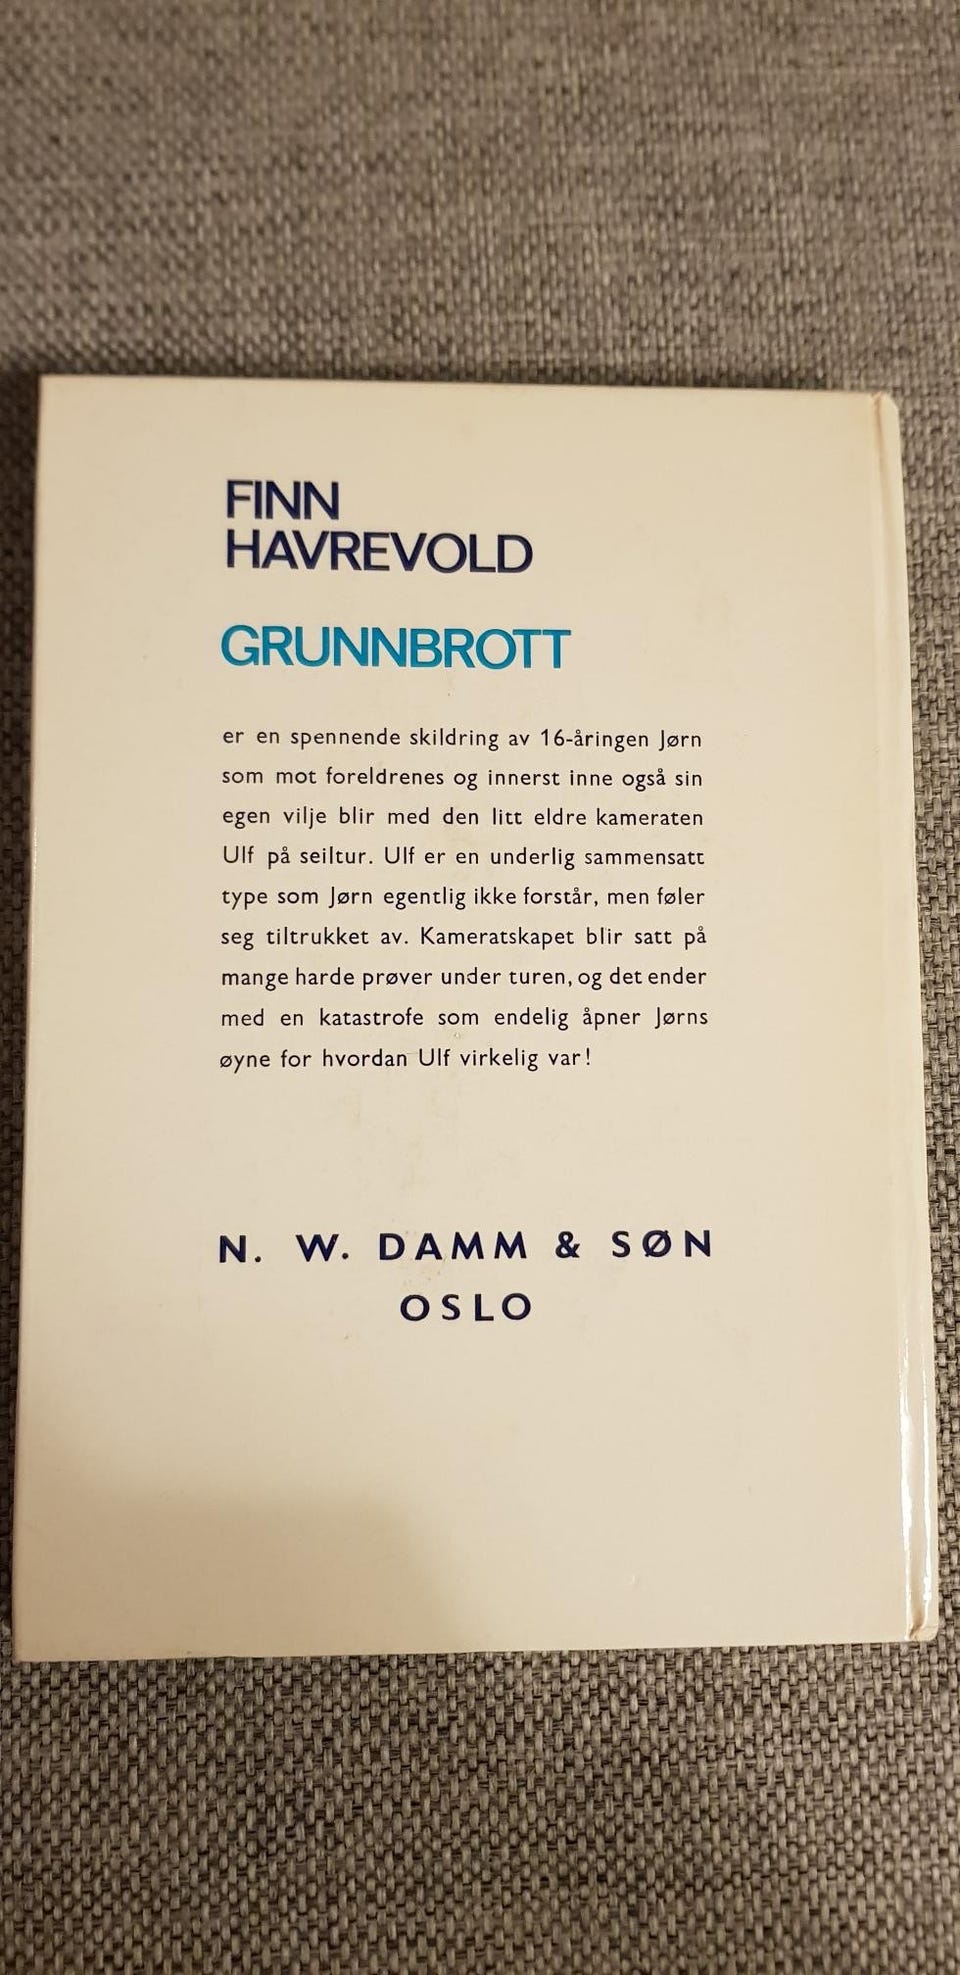 FINN
HAVREVOLD
GRUNNBROTT
er en spennende skildring av 16-åringen Jørn
som mot foreldrenes og innerst inne også sin
egen vilje blir med den litt eldre kameraten
Ulf på seiltur. Ulf er en underlig sammensatt
type som Jørn egentlig ikke forstår, men føler
seg tiltrukket av. Kameratskapet blir satt på
mange harde prøver under turen, og det ender
med en katastrofe som endelig åpner Jørns
øyne for hvordan Ulf virkelig var!
N. W. DAMM & SØN
OSLO